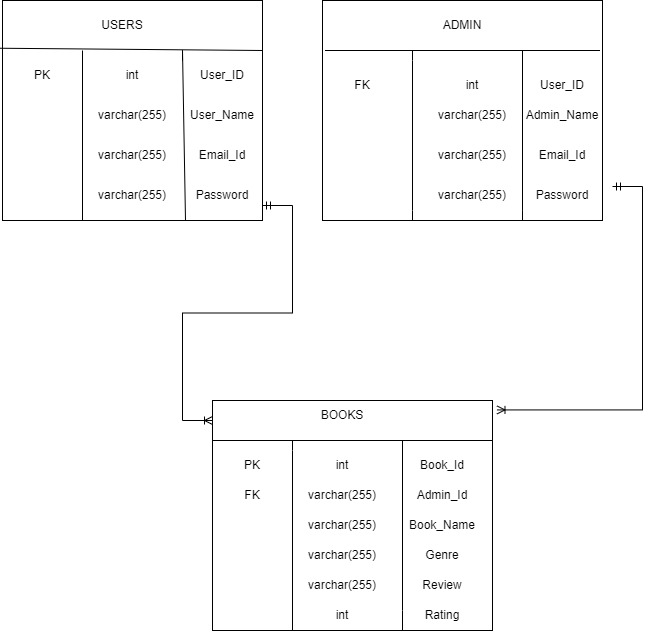 USERS
PK int User_ID
varchar(255) User_Name
varchar(255) Email_Id
varchar(255) Password
ADMIN
FK int User_ID
varchar(255) Admin_Name
varchar(255) Email_Id
varchar(255) Password
BOOKS
PK int Book_Id
FK varchar(255) Admin_Id
varchar(255) Book_Name
varchar(255) Genre
varchar(255) Review
int Rating